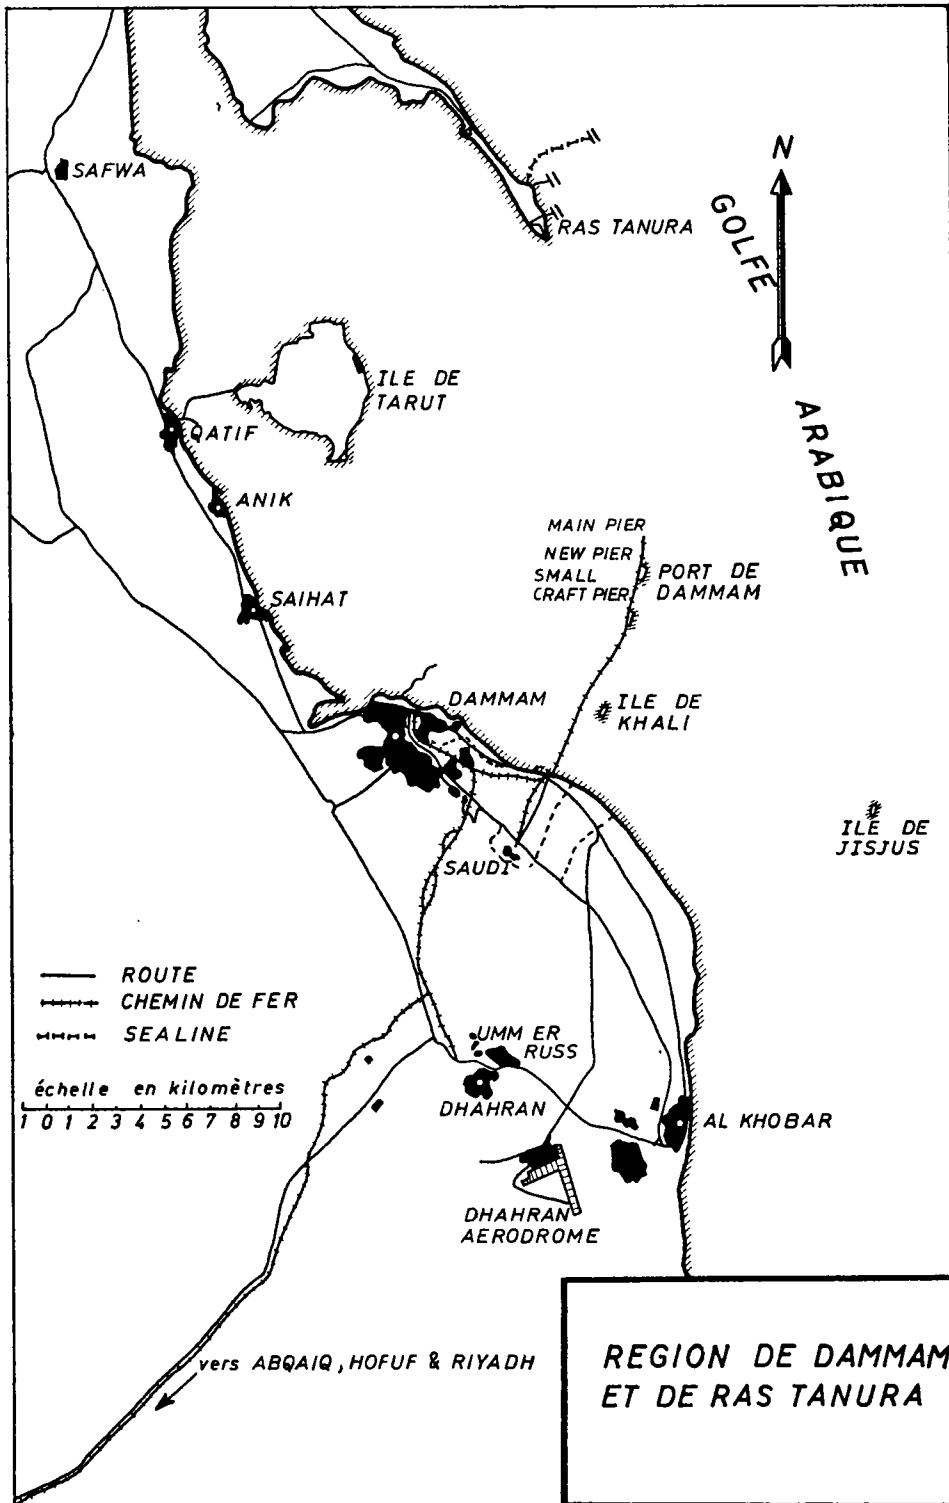 SAFWA
N
RAS TANURA
GOLFE
ARABIQUE
ILE DE
TARUT
QATIF
ANIK
MAIN PIER
NEW PIER
SMALL
CRAFT PIER
PORT DE
DAMMAM
SAIHAT
DAMMAM
ILE DE
KHALI
ILE DE
JISJUS
SAUDI
ROUTE
CHEMIN DE FER
SEALINE
échelle en kilomètres
1 0 1 2 3 4 5 6 7 8 9 10
UMM ER
RUSS
DHAHRAN
AL KHOBAR
DHAHRAN
AERODROME
vers ABQAIQ, HOFUF & RIYADH
REGION DE DAMMAM
ET DE RAS TANURA